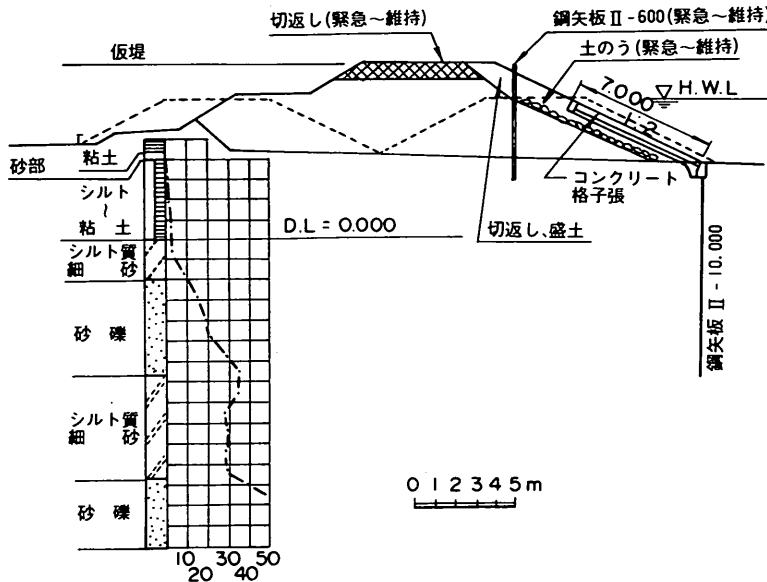 切返し(緊急～維持)
鋼矢板Ⅱ-600(緊急～維持)
仮堤
土のう(緊急～維持)
7.000
H.W.L
1:2
粘土
砂部
コンクリート
格子張
シルト
～
粘土
D.L=0.000
切返し、盛土
シルト質
細砂
鋼矢板Ⅱ-10.000
砂礫
シルト質
細砂
0 1 2 3 4 5m
砂礫
10 30 50
20 40